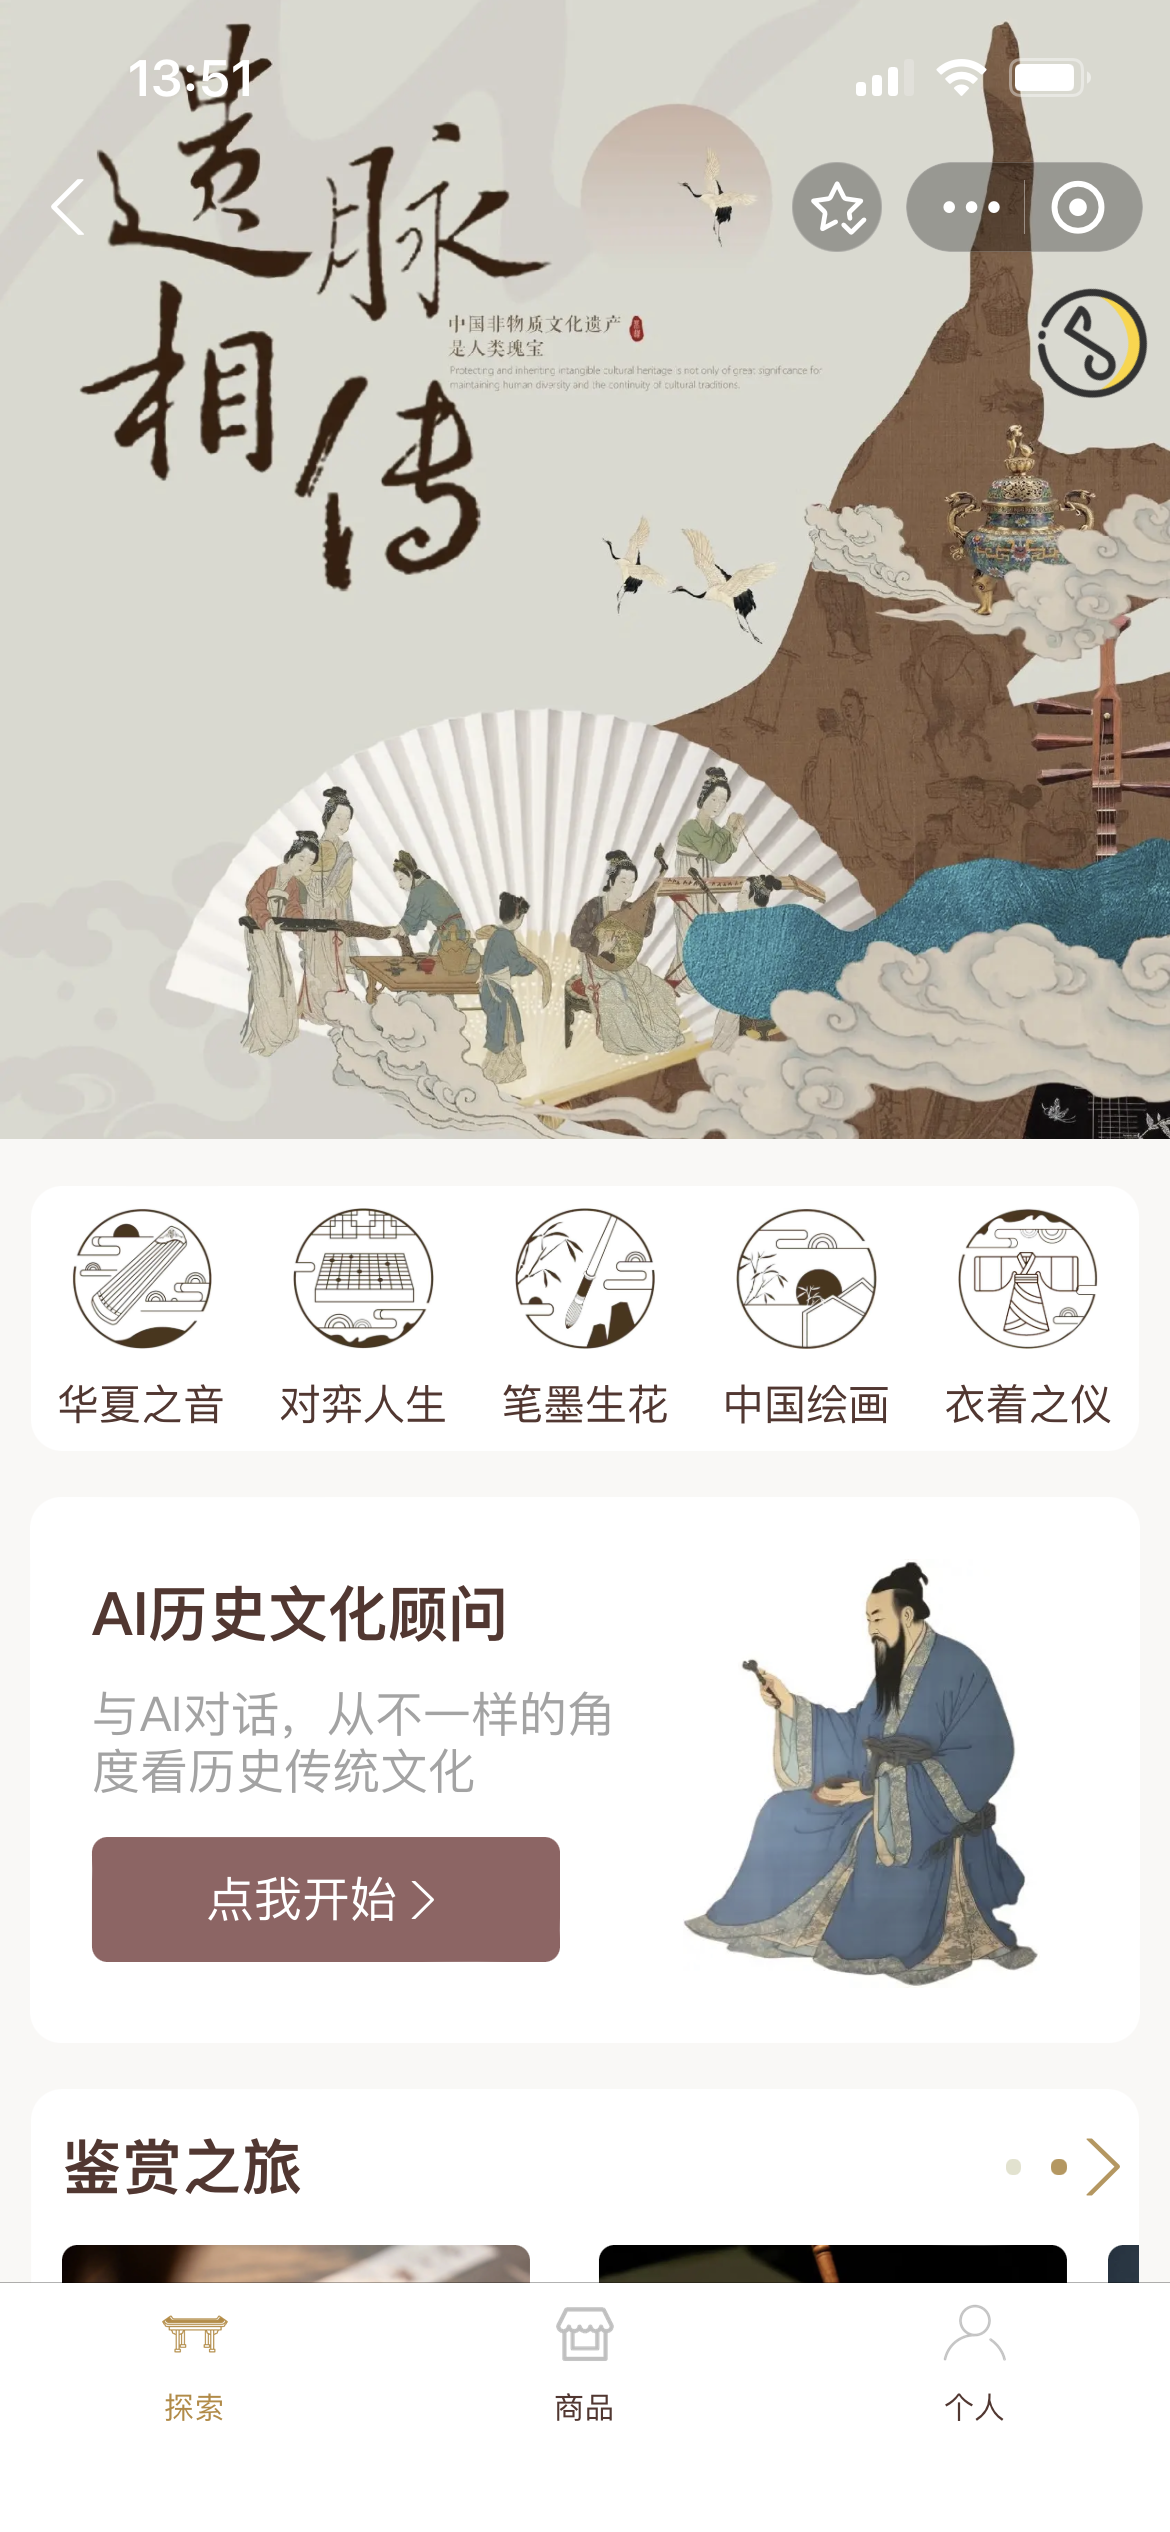 13:51
遗脉
相传
中国非物质文化遗产
是人类瑰宝
Protecting and inheriting intangible cultural heritage is not only of great significance for
maintaining human diversity and the continuity of cultural traditions.
华夏之音
对弈人生
笔墨生花
中国绘画
衣着之仪
AI历史文化顾问
与AI对话，从不一样的角
度看历史传统文化
点我开始
鉴赏之旅
探索
商品
个人